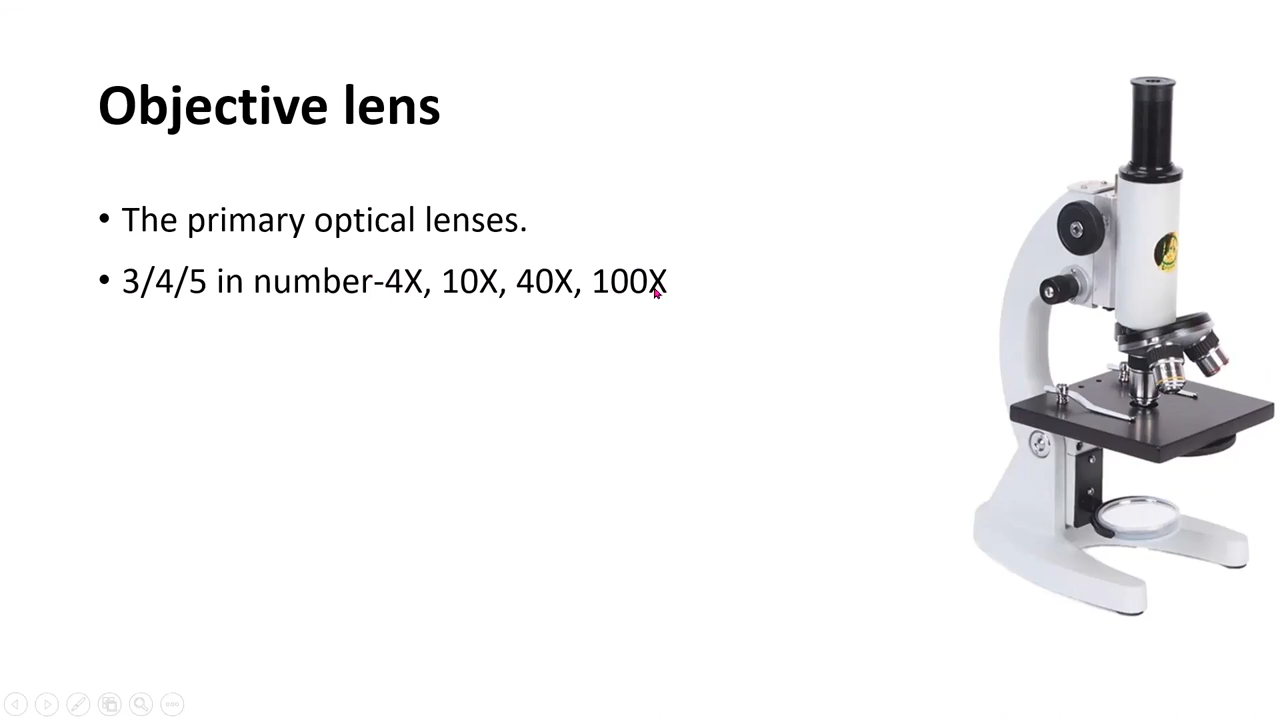 Objective lens
• The primary optical lenses.
• 3/4/5 in number-4X, 10X, 40X, 100X